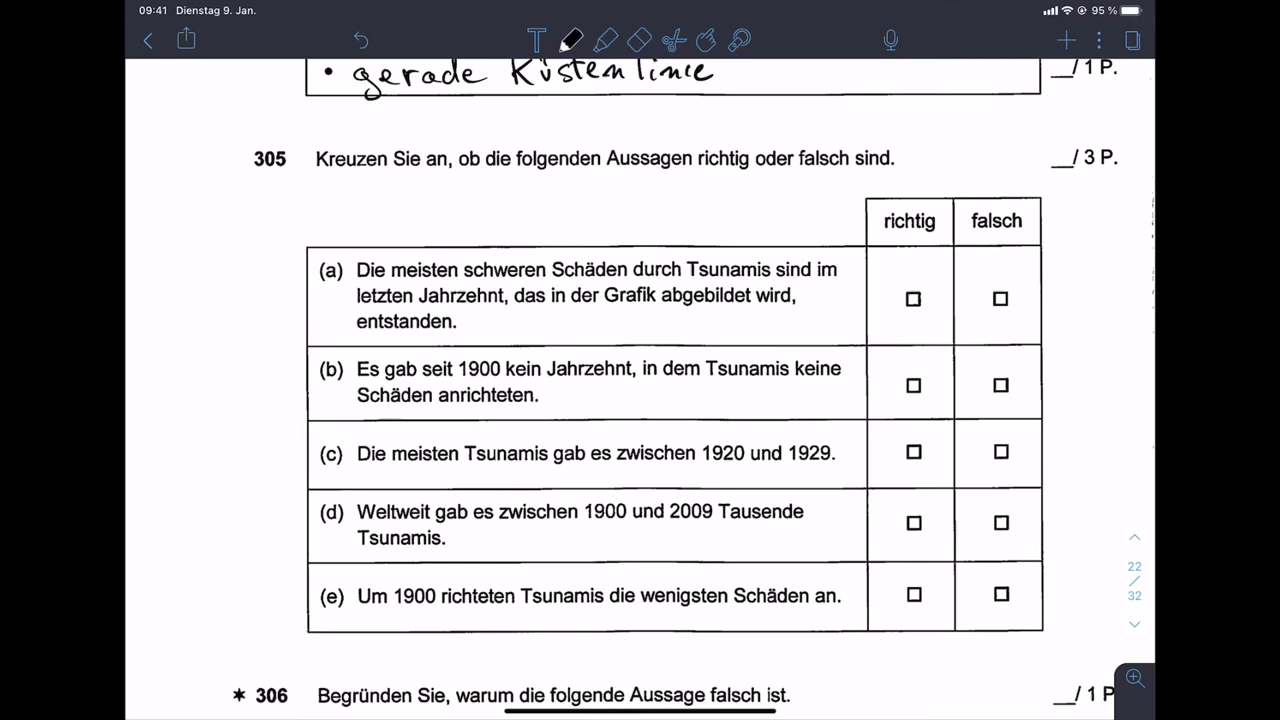 09:41 Dienstag 9. Jan.
95 %
• gerade Küstenlinie
__/ 1 P.
305 Kreuzen Sie an, ob die folgenden Aussagen richtig oder falsch sind.
__/ 3 P.
richtig falsch
(a) Die meisten schweren Schäden durch Tsunamis sind im
letzten Jahrzehnt, das in der Grafik abgebildet wird,
entstanden.
(b) Es gab seit 1900 kein Jahrzehnt, in dem Tsunamis keine
Schäden anrichteten.
(c) Die meisten Tsunamis gab es zwischen 1920 und 1929.
(d) Weltweit gab es zwischen 1900 und 2009 Tausende
Tsunamis.
(e) Um 1900 richteten Tsunamis die wenigsten Schäden an.
22
/
32
★ 306 Begründen Sie, warum die folgende Aussage falsch ist.
__/ 1 P